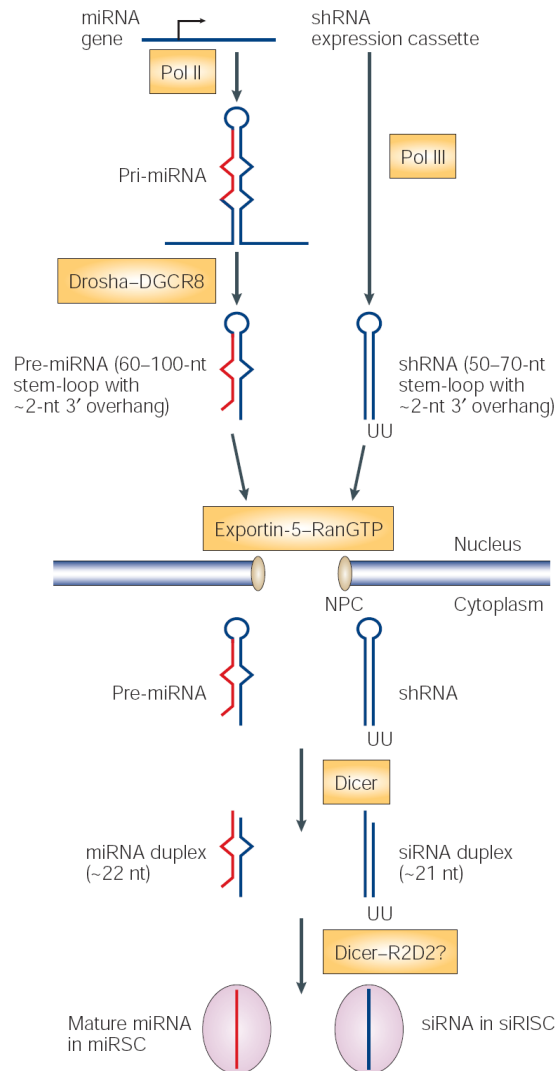 miRNA
gene
shRNA
expression cassette
Pol II
Pol III
Pri-miRNA
Drosha–DGCR8
Pre-miRNA (60–100-nt
stem-loop with
~2-nt 3′ overhang)
shRNA (50–70-nt
stem-loop with
~2-nt 3′ overhang)
UU
Exportin-5–RanGTP
Nucleus
NPC
Cytoplasm
Pre-miRNA
shRNA
UU
Dicer
miRNA duplex
(~22 nt)
siRNA duplex
(~21 nt)
UU
Dicer–R2D2?
Mature miRNA
in miRSC
siRNA in siRISC